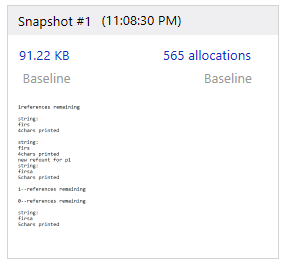 Snapshot #1 (11:08:30 PM)
91.22 KB 565 allocations
Baseline Baseline
1references remaining
string:
firs
4chars printed
string:
firs
4chars printed
new refount for p1
string:
firsa
5chars printed
1--references remaining
0--references remaining
string:
firsa
5chars printed